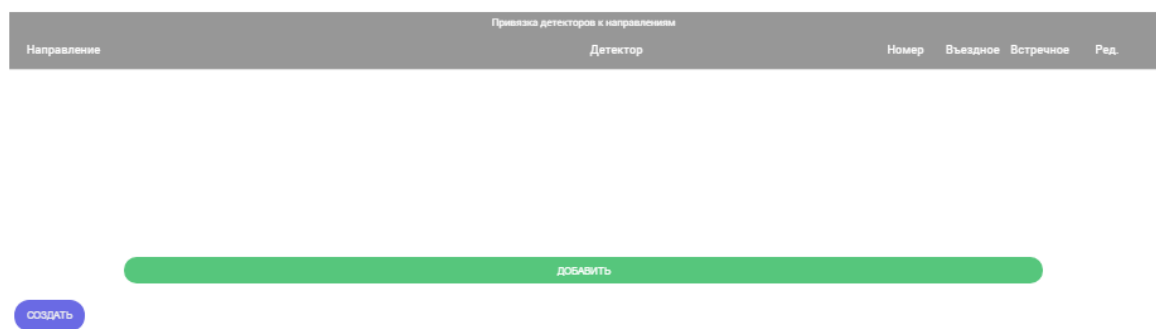 Привязка детекторов к направлениям
Направление Детектор Номер Въездное Встречное Ред.
ДОБАВИТЬ
СОЗДАТЬ